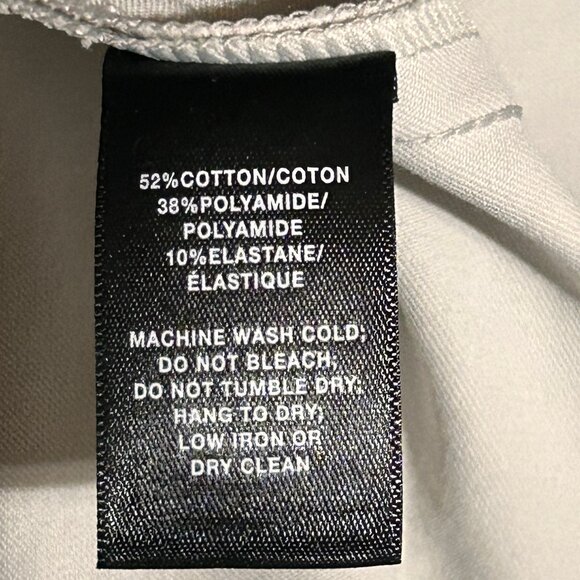 52%COTTON/COTON
38%POLYAMIDE/
POLYAMIDE
10%ELASTANE/
ÉLASTIQUE
MACHINE WASH COLD;
DO NOT BLEACH;
DO NOT TUMBLE DRY;
HANG TO DRY;
LOW IRON OR
DRY CLEAN